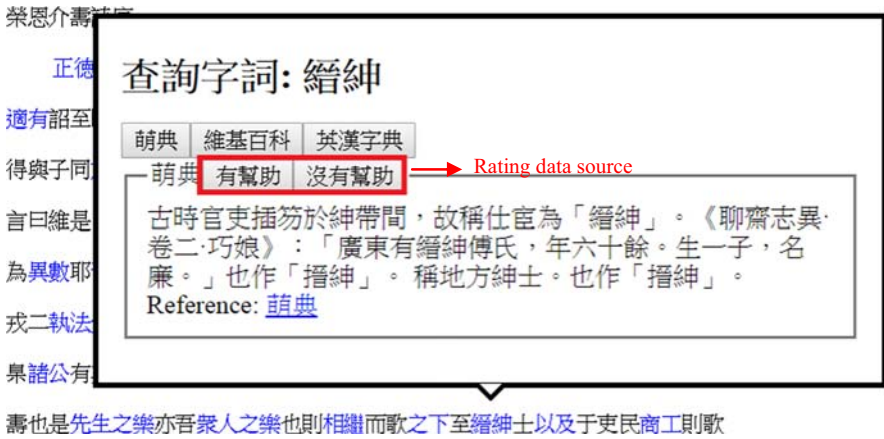 榮恩介壽
正德
查詢字詞: 縉紳
適有詔至
萌典 維基百科 英漢字典
得與子同
萌典 有幫助 沒有幫助 Rating data source
言曰維是
古時官吏插笏於紳帶間，故稱仕宦為「縉紳」。《聊齋志異·
卷二·巧娘》：「廣東有縉紳傅氏，年六十餘。生一子，名
為異數耶
廉。」也作「搢紳」。 稱地方紳士。也作「搢紳」。
Reference: 萌典
戎二執法
臬諸公有
壽也是先生之樂亦吾衆人之樂也則相繼而歌之下至縉紳士以及于吏民商工則歌